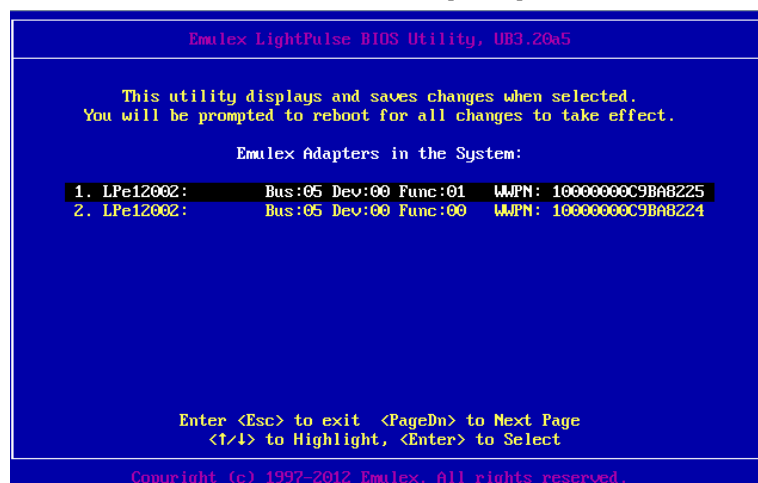 Emulex LightPulse BIOS Utility, UB3.20a5
This utility displays and saves changes when selected.
You will be prompted to reboot for all changes to take effect.
Emulex Adapters in the System:
1. LPe12002: Bus:05 Dev:00 Func:01 WWPN: 10000000C9BA8225
2. LPe12002: Bus:05 Dev:00 Func:00 WWPN: 10000000C9BA8224
Enter <Esc> to exit <PageDn> to Next Page
<↑/↓> to Highlight, <Enter> to Select
Copyright (c) 1997-2012 Emulex. All rights reserved.